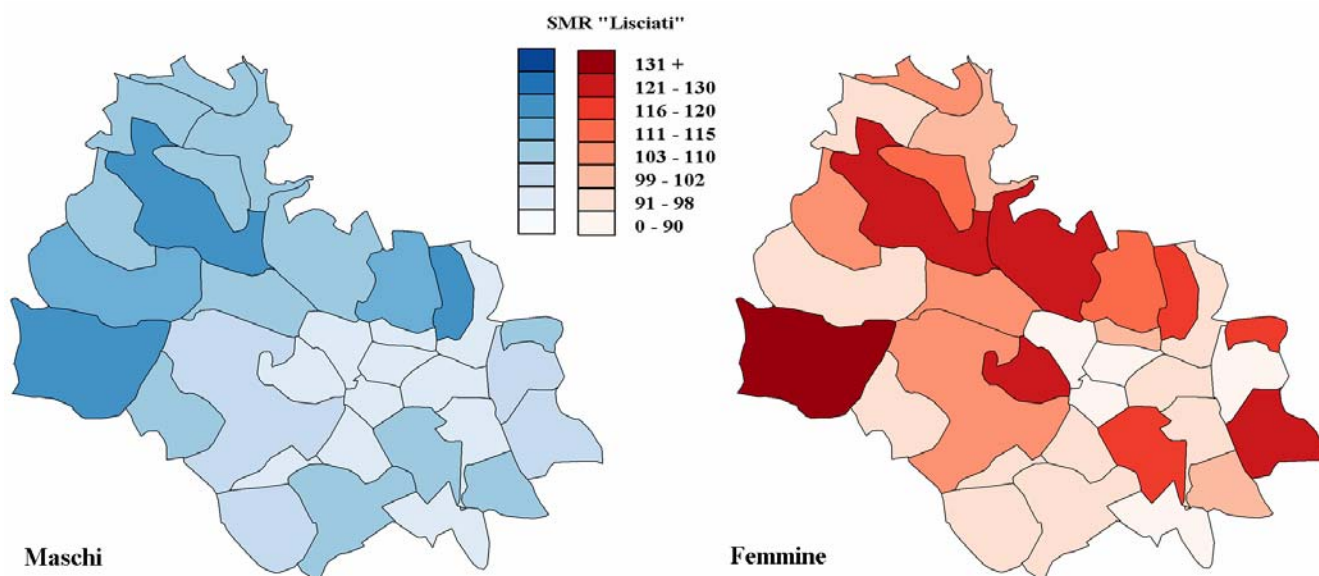 SMR "Lisciati"
131 +
121 - 130
116 - 120
111 - 115
103 - 110
99 - 102
91 - 98
0 - 90
Maschi
Femmine